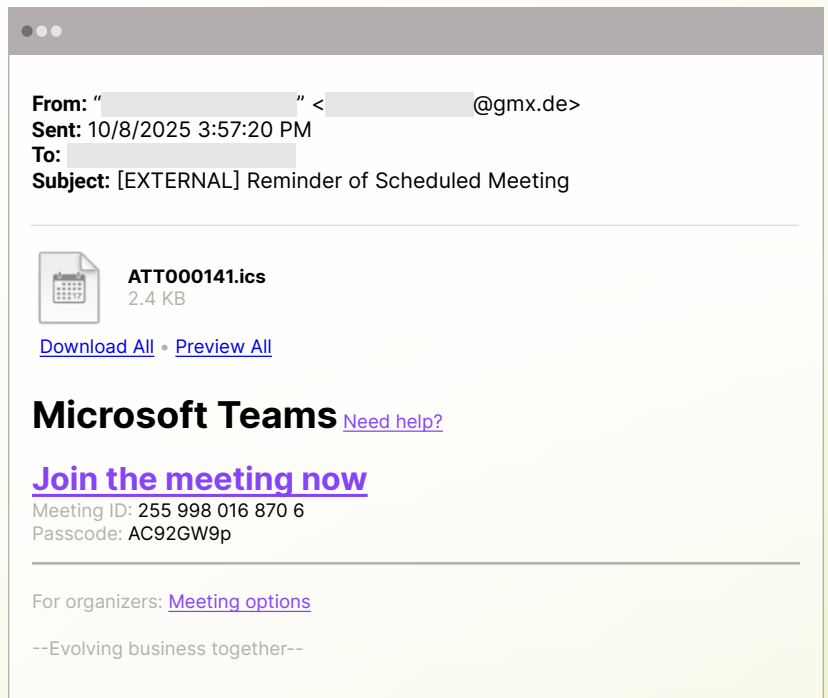 From: “ ” < @gmx.de>
Sent: 10/8/2025 3:57:20 PM
To:
Subject: [EXTERNAL] Reminder of Scheduled Meeting
17
ATT000141.ics
2.4 KB
Download All • Preview All
Microsoft Teams Need help?
Join the meeting now
Meeting ID: 255 998 016 870 6
Passcode: AC92GW9p
For organizers: Meeting options
--Evolving business together--